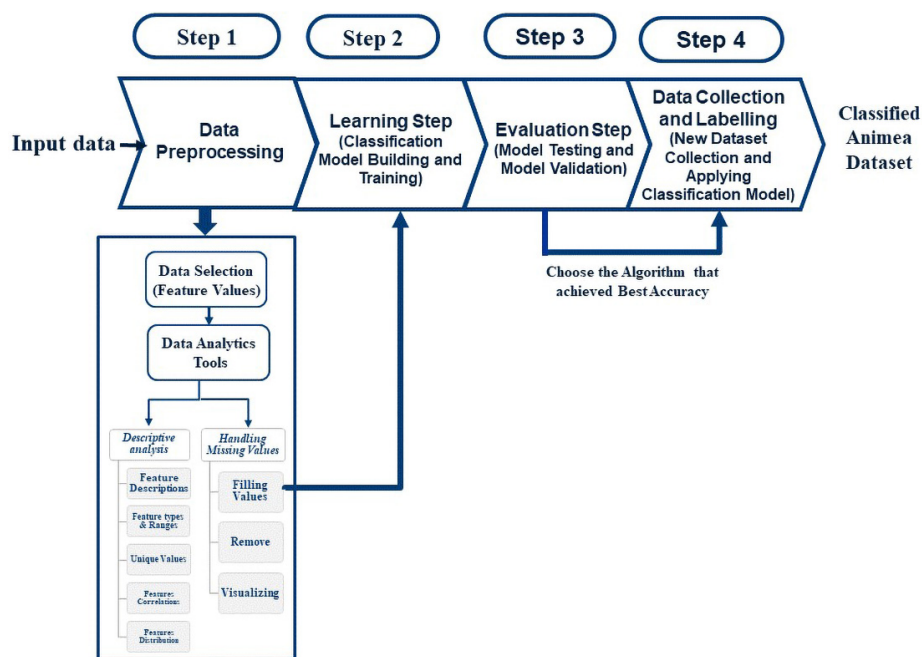 Step 1
Step 2
Step 3
Step 4
Input data
Data
Preprocessing
Learning Step
(Classification
Model Building and
Training)
Evaluation Step
(Model Testing and
Model Validation)
Data Collection
and Labelling
(New Dataset
Collection and
Applying
Classification Model)
Classified
Animea
Dataset
Choose the Algorithm that
achieved Best Accuracy
Data Selection
(Feature Values)
Data Analytics
Tools
Descriptive
analysis
Feature
Descriptions
Feature types
& Ranges
Unique Values
Features
Correlations
Features
Distribution
Handling
Missing Values
Filling
Values
Remove
Visualizing